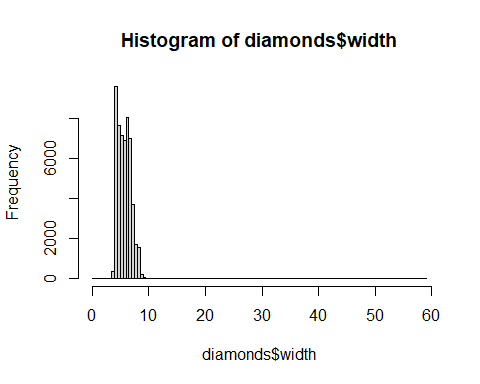 Histogram of diamonds$width
Frequency
6000
2000
0
0 10 20 30 40 50 60
diamonds$width